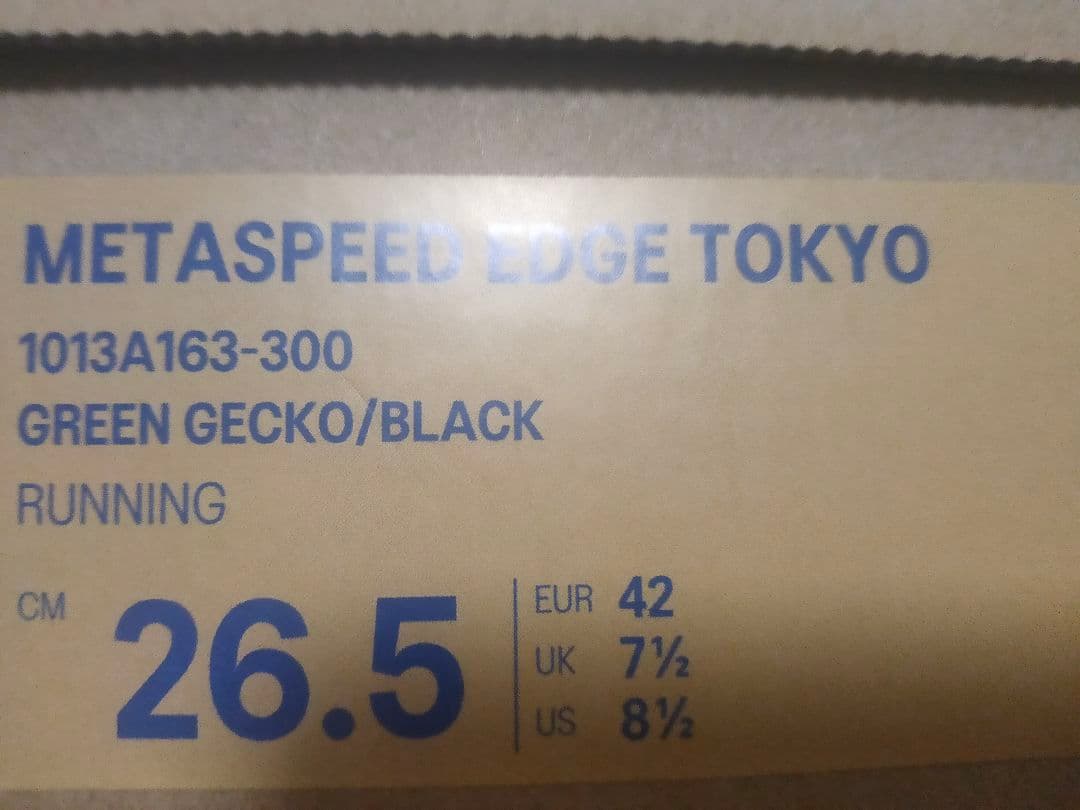 METASPEED EDGE TOKYO
1013A163-300
GREEN GECKO/BLACK
RUNNING
CM 26.5
EUR 42
UK 7½
US 8½